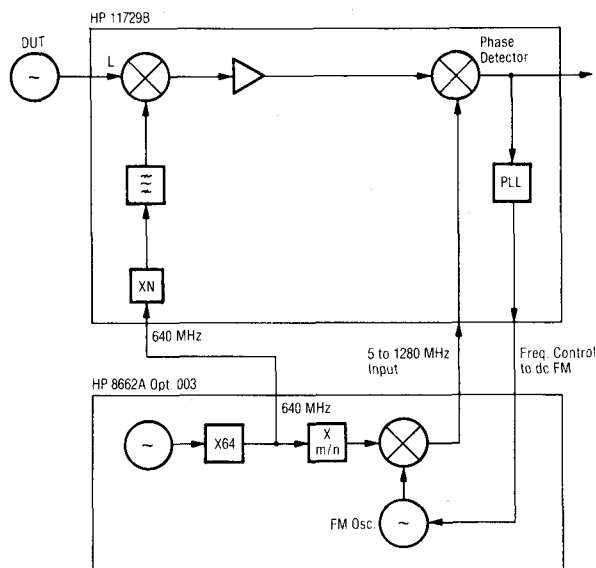 HP 11729B
DUT
L
Phase
Detector
PLL
XN
640 MHz
5 to 1280 MHz
Input
Freq. Control
to dc FM
HP 8662A Opt. 003
640 MHz
X64
X
m/n
FM Osc.